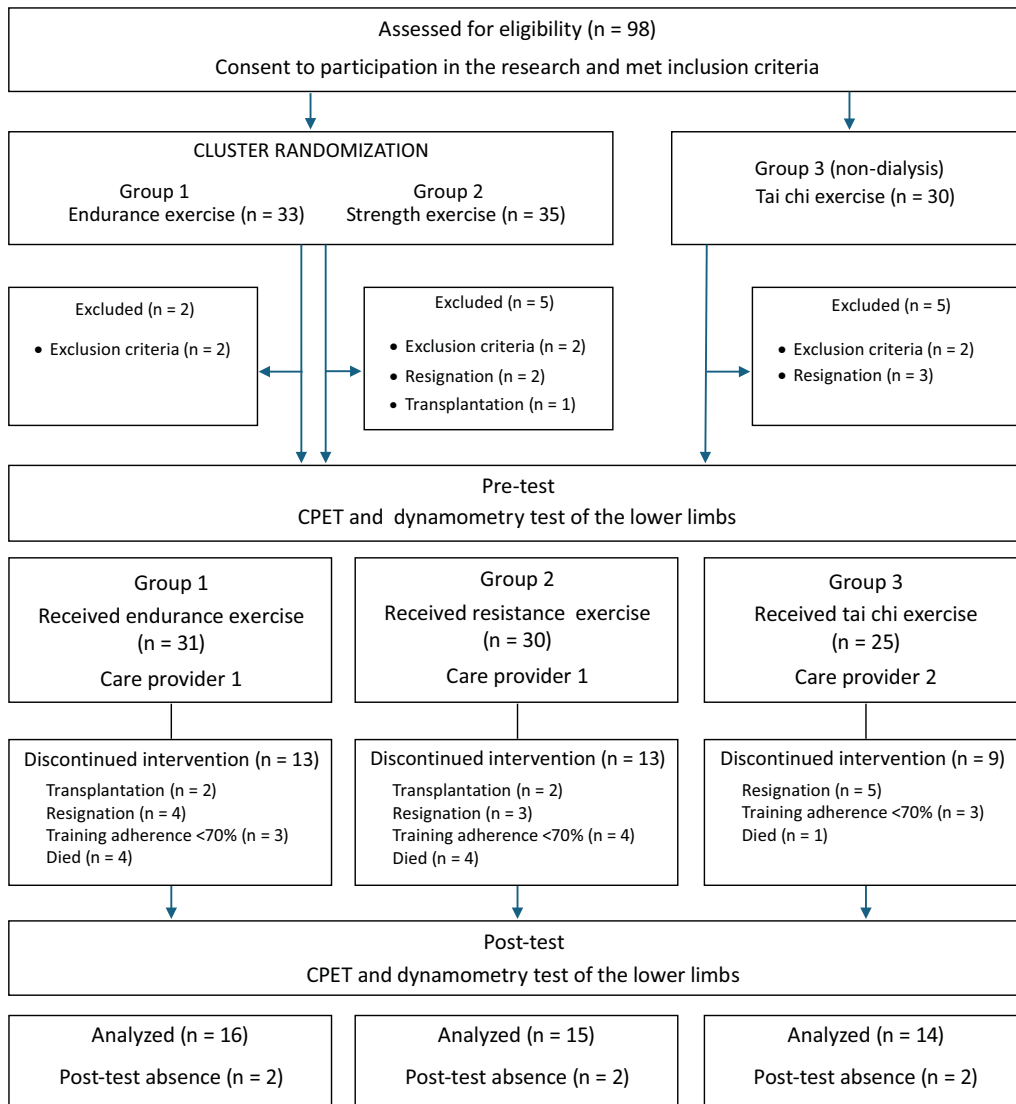 Assessed for eligibility (n = 98)
Consent to participation in the research and met inclusion criteria
CLUSTER RANDOMIZATION
Group 1
Endurance exercise (n = 33)
Group 2
Strength exercise (n = 35)
Group 3 (non-dialysis)
Tai chi exercise (n = 30)
Excluded (n = 2)
• Exclusion criteria (n = 2)
Excluded (n = 5)
• Exclusion criteria (n = 2)
• Resignation (n = 2)
• Transplantation (n = 1)
Excluded (n = 5)
• Exclusion criteria (n = 2)
• Resignation (n = 3)
Pre-test
CPET and dynamometry test of the lower limbs
Group 1
Received endurance exercise
(n = 31)
Care provider 1
Group 2
Received resistance exercise
(n = 30)
Care provider 1
Group 3
Received tai chi exercise
(n = 25)
Care provider 2
Discontinued intervention (n = 13)
Transplantation (n = 2)
Resignation (n = 4)
Training adherence <70% (n = 3)
Died (n = 4)
Discontinued intervention (n = 13)
Transplantation (n = 2)
Resignation (n = 3)
Training adherence <70% (n = 4)
Died (n = 4)
Discontinued intervention (n = 9)
Resignation (n = 5)
Training adherence <70% (n = 3)
Died (n = 1)
Post-test
CPET and dynamometry test of the lower limbs
Analyzed (n = 16)
Post-test absence (n = 2)
Analyzed (n = 15)
Post-test absence (n = 2)
Analyzed (n = 14)
Post-test absence (n = 2)